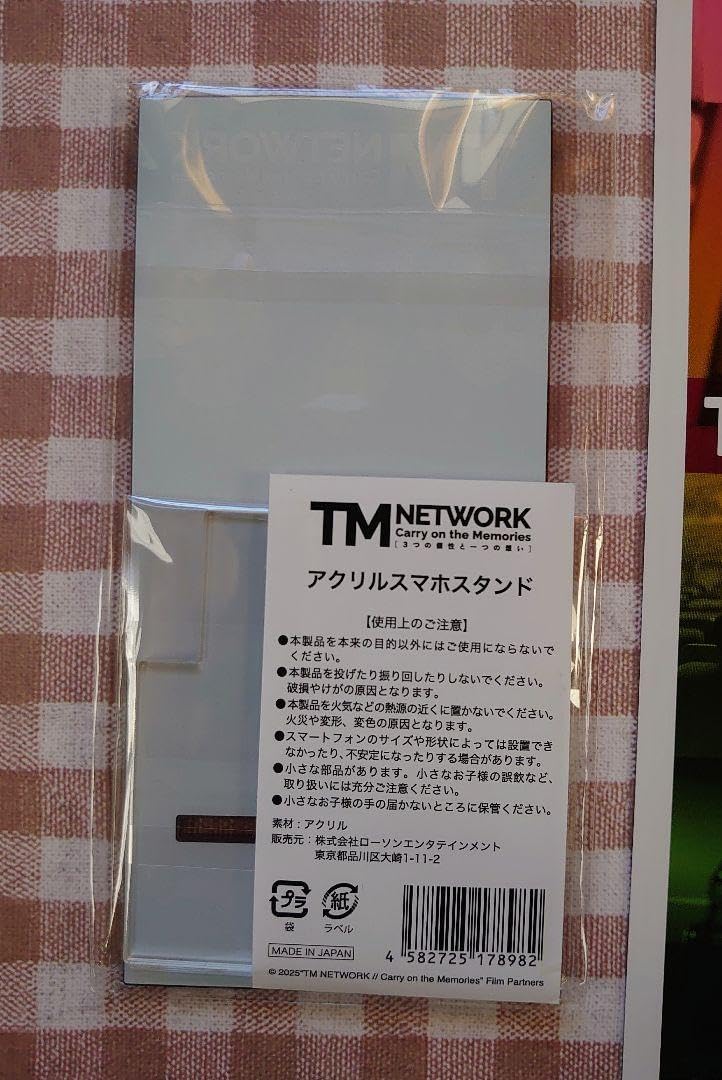 TM NETWORK
Carry on the Memories
[3つの個性と一つの想い]
アクリルスマホスタンド
【使用上のご注意】
●本製品を本来の目的以外にはご使用にならないで
ください。
●本製品を投げたり振り回したりしないでください。
破損やけがの原因となります。
●本製品を火気などの熱源の近くに置かないでください。
火災や変形、変色の原因となります。
●スマートフォンのサイズや形状によっては設置でき
なかったり、不安定になったりする場合があります。
●小さな部品があります。小さなお子様の誤飲など、
取り扱いには充分ご注意ください。
●小さなお子様の手の届かないところに保管ください。
素材:アクリル
販売元:株式会社ローソンエンタテインメント
東京都品川区大崎1-11-2
プラ
袋
紙
ラベル
MADE IN JAPAN
4 582725 178982
© 2025"TM NETWORK // Carry on the Memories" Film Partners